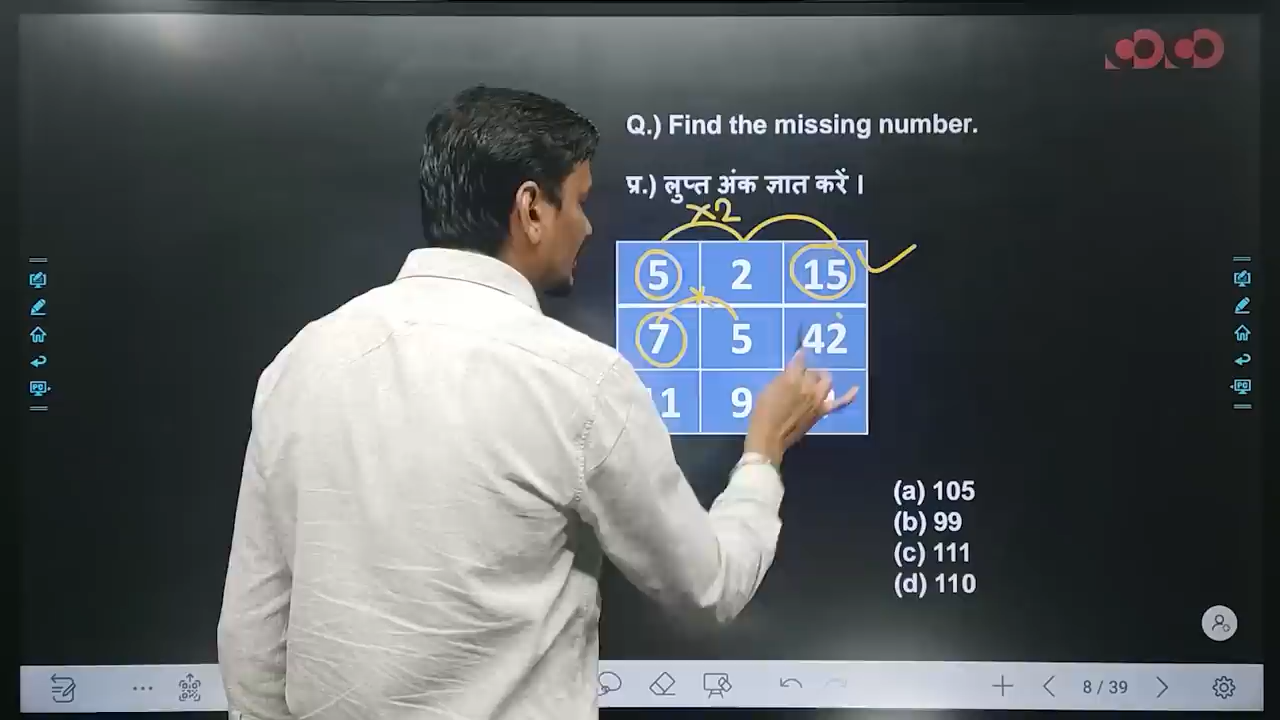 Q.) Find the missing number.
प्र.) लुप्त अंक ज्ञात करें ।
×2
5 2 15
7 5 42
9
(a) 105
(b) 99
(c) 111
(d) 110
8 / 39